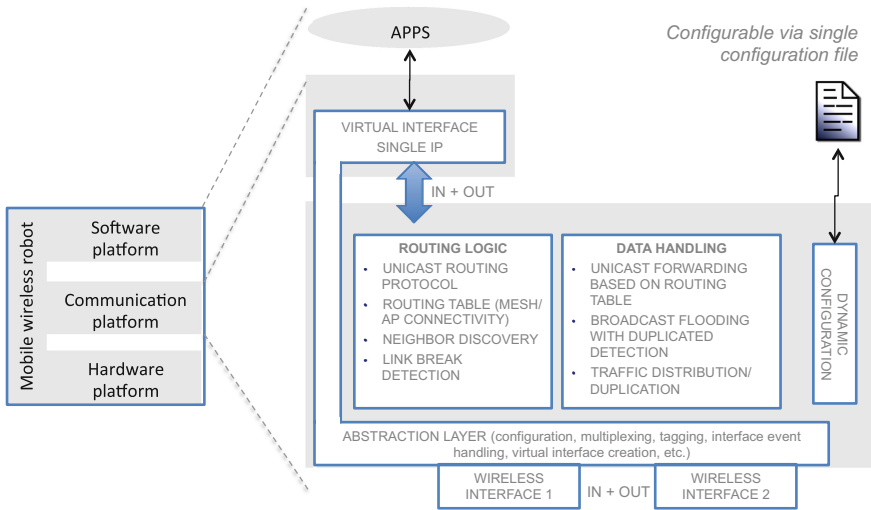 APPS
Configurable via single
configuration file
VIRTUAL INTERFACE
SINGLE IP
IN + OUT
Mobile wireless robot
Software
platform
Communication
platform
Hardware
platform
ROUTING LOGIC
• UNICAST ROUTING
PROTOCOL
• ROUTING TABLE (MESH/
AP CONNECTIVITY)
• NEIGHBOR DISCOVERY
• LINK BREAK
DETECTION
DATA HANDLING
• UNICAST FORWARDING
BASED ON ROUTING
TABLE
• BROADCAST FLOODING
WITH DUPLICATED
DETECTION
• TRAFFIC DISTRIBUTION/
DUPLICATION
DYNAMIC
CONFIGURATION
ABSTRACTION LAYER (configuration, multiplexing, tagging, interface event
handling, virtual interface creation, etc.)
WIRELESS
INTERFACE 1
IN + OUT
WIRELESS
INTERFACE 2